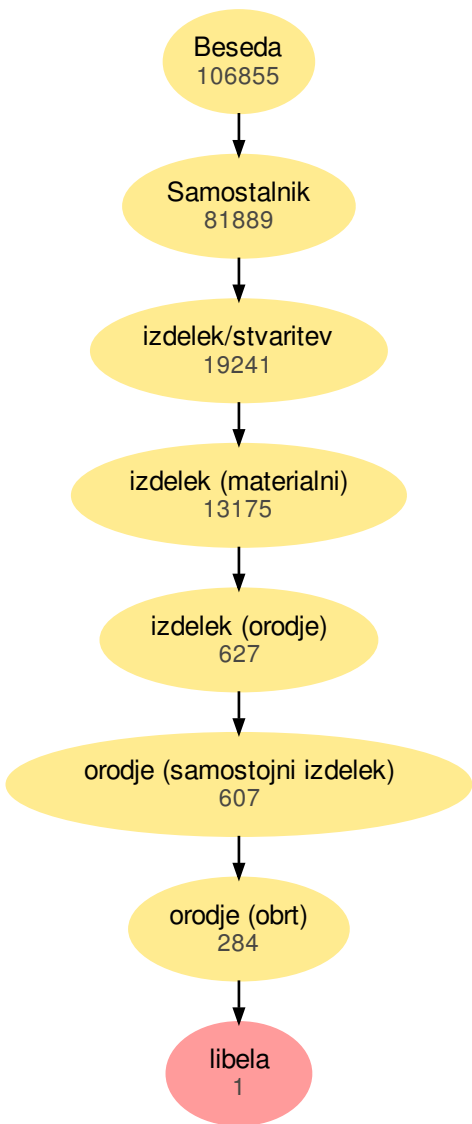 Beseda
106855
Samostalnik
81889
izdelek/stvaritev
19241
izdelek (materialni)
13175
izdelek (orodje)
627
orodje (samostojni izdelek)
607
orodje (obrt)
284
libela
1